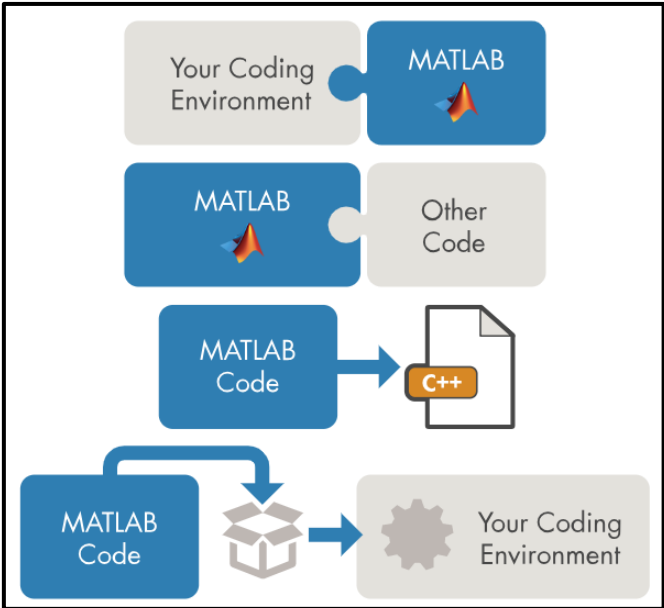 Your Coding
Environment
MATLAB
MATLAB
Other
Code
MATLAB
Code
C++
MATLAB
Code
Your Coding
Environment